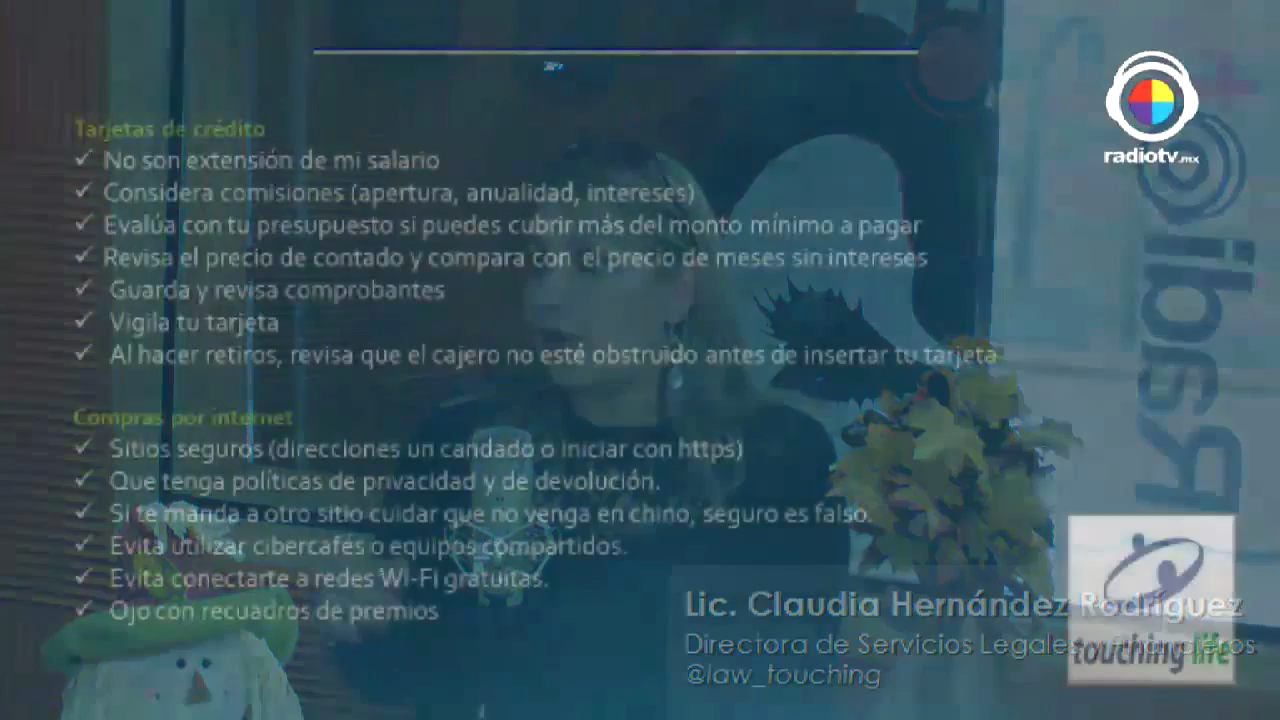 radiotv.mx
Tarjetas de crédito
✓ No son extensión de mi salario
✓ Considera comisiones (apertura, anualidad, intereses)
✓ Evalúa con tu presupuesto si puedes cubrir más del monto mínimo a pagar
✓ Revisa el precio de contado y compara con el precio de meses sin intereses
✓ Guarda y revisa comprobantes
✓ Vigila tu tarjeta
✓ Al hacer retiros, revisa que el cajero no esté obstruido antes de insertar tu tarjeta
Compras por internet
✓ Sitios seguros (direcciones un candado o iniciar con https)
✓ Que tenga políticas de privacidad y de devolución.
✓ Si te manda a otro sitio cuidar que no venga en chino, seguro es falso.
✓ Evita utilizar cibercafés o equipos compartidos.
✓ Evita conectarte a redes Wi-Fi gratuitas.
✓ Ojo con recuadros de premios
Lic. Claudia Hernández Rodríguez
Directora de Servicios Legales y Financieros
@law_touching
touching life